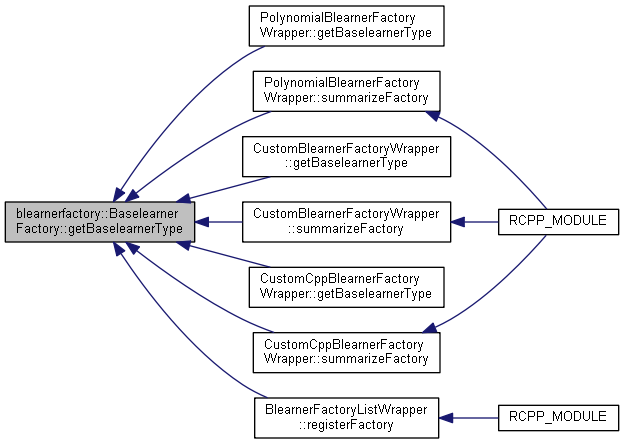 PolynomialBlearnerFactory
Wrapper::getBaselearnerType
PolynomialBlearnerFactory
Wrapper::summarizeFactory
CustomBlearnerFactoryWrapper
::getBaselearnerType
blearnerfactory::Baselearner
Factory::getBaselearnerType
CustomBlearnerFactoryWrapper
::summarizeFactory
RCPP_MODULE
CustomCppBlearnerFactory
Wrapper::getBaselearnerType
CustomCppBlearnerFactory
Wrapper::summarizeFactory
BlearnerFactoryListWrapper
::registerFactory
RCPP_MODULE